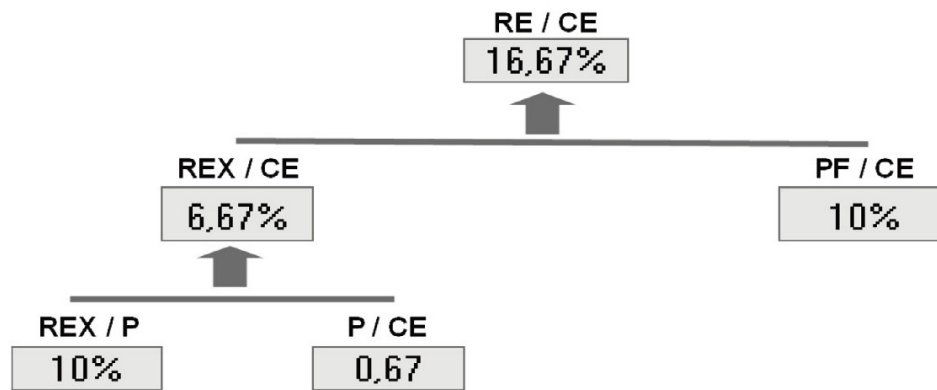 RE / CE
16,67%
REX / CE
6,67%
PF / CE
10%
REX / P
10%
P / CE
0,67